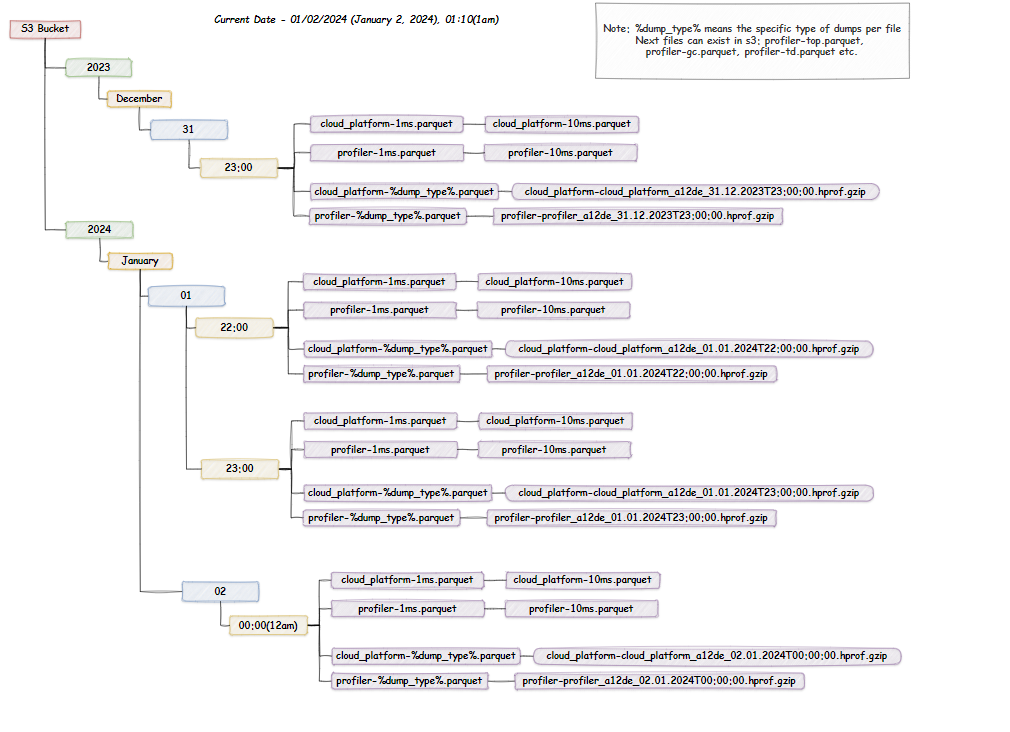 Current Date - 01/02/2024 (January 2, 2024), 01:10(1am)
S3 Bucket
Note: %dump_type% means the specific type of dumps per file
Next files can exist in s3: profiler-top.parquet,
profiler-gc.parquet, profiler-td.parquet etc.
2023
December
31
23:00
cloud_platform-1ms.parquet
cloud_platform-10ms.parquet
profiler-1ms.parquet
profiler-10ms.parquet
cloud_platform-%dump_type%.parquet
cloud_platform-cloud_platform_a12de_31.12.2023T23:00:00.hprof.gzip
profiler-%dump_type%.parquet
profiler-profiler_a12de_31.12.2023T23:00:00.hprof.gzip
2024
January
01
22:00
cloud_platform-1ms.parquet
cloud_platform-10ms.parquet
profiler-1ms.parquet
profiler-10ms.parquet
cloud_platform-%dump_type%.parquet
cloud_platform-cloud_platform_a12de_01.01.2024T22:00:00.hprof.gzip
profiler-%dump_type%.parquet
profiler-profiler_a12de_01.01.2024T22:00:00.hprof.gzip
23:00
cloud_platform-1ms.parquet
cloud_platform-10ms.parquet
profiler-1ms.parquet
profiler-10ms.parquet
cloud_platform-%dump_type%.parquet
cloud_platform-cloud_platform_a12de_01.01.2024T23:00:00.hprof.gzip
profiler-%dump_type%.parquet
profiler-profiler_a12de_01.01.2024T23:00:00.hprof.gzip
02
00:00(12am)
cloud_platform-1ms.parquet
cloud_platform-10ms.parquet
profiler-1ms.parquet
profiler-10ms.parquet
cloud_platform-%dump_type%.parquet
cloud_platform-cloud_platform_a12de_02.01.2024T00:00:00.hprof.gzip
profiler-%dump_type%.parquet
profiler-profiler_a12de_02.01.2024T00:00:00.hprof.gzip